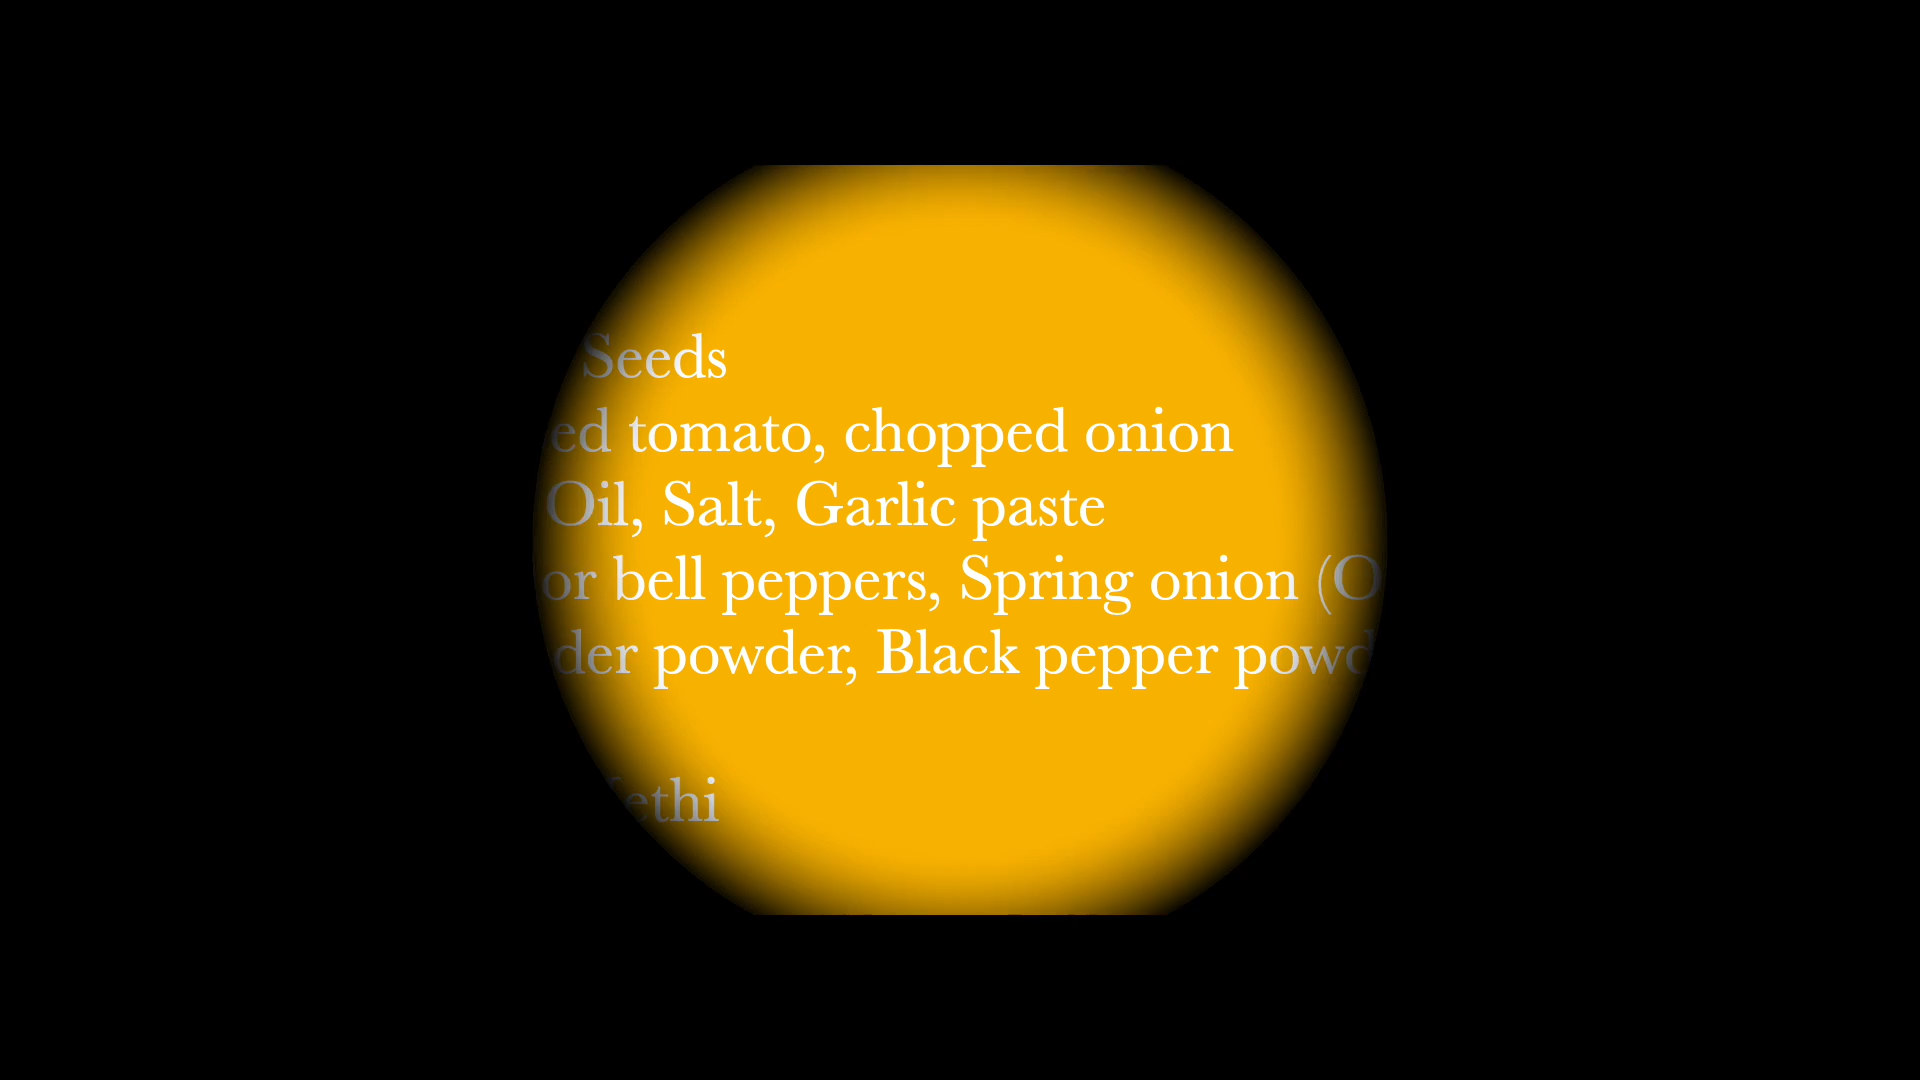 Seeds
ed tomato, chopped onion
Oil, Salt, Garlic paste
or bell peppers, Spring onion (O
der powder, Black pepper powd
ethi